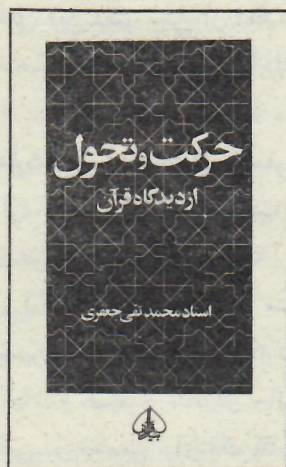 حرکت و تحول
از دیدگاه قرآن
استاد محمد تقی جعفری